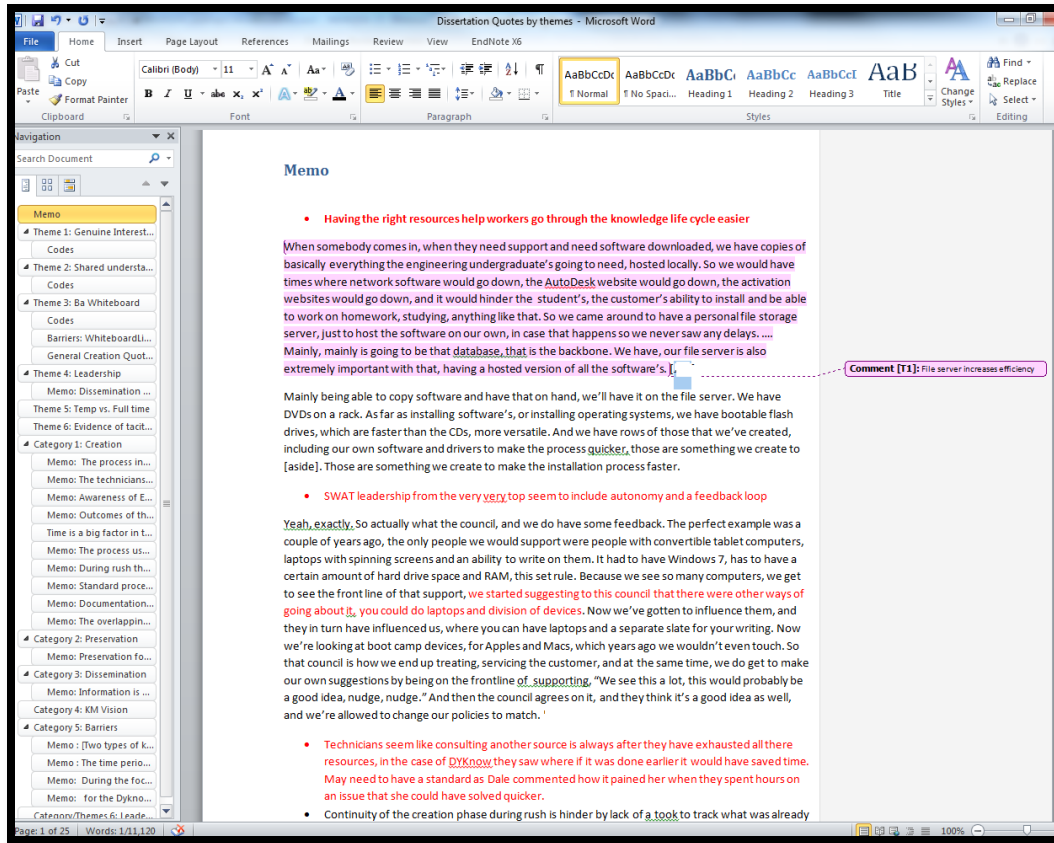 Dissertation Quotes by themes - Microsoft Word
File Home Insert Page Layout References Mailings Review View EndNote X6
Paste
Cut
Copy
Format Painter
Clipboard
Calibri (Body) 11
Font
Paragraph
AaBbCcDc AaBbCcDc AaBbC AaBbCc AaBbCcI AaB
¶ Normal ¶ No Spaci... Heading 1 Heading 2 Heading 3 Title
Change Styles
Styles
Find
Replace
Select
Editing
Navigation
Search Document
Memo
Theme 1: Genuine Interest...
Codes
Theme 2: Shared understa...
Codes
Theme 3: Ba Whiteboard
Codes
Barriers: WhiteboardLi...
General Creation Quot...
Theme 4: Leadership
Memo: Dissemination ...
Theme 5: Temp vs. Full time
Theme 6: Evidence of tacit...
Category 1: Creation
Memo: The process in...
Memo: The technicians...
Memo: Awareness of E...
Memo: Outcomes of th...
Time is a big factor in t...
Memo: The process us...
Memo: During rush th...
Memo: Standard proce...
Memo: Documentation...
Memo: The overlappin...
Category 2: Preservation
Memo: Preservation fo...
Category 3: Dissemination
Memo: Information is ...
Category 4: KM Vision
Category 5: Barriers
Memo : [Two types of k...
Memo : The time perio...
Memo: During the foc...
Memo: for the Dykno...
Category/Themes 6: Leade...
Memo
• Having the right resources help workers go through the knowledge life cycle easier
When somebody comes in, when they need support and need software downloaded, we have copies of
basically everything the engineering undergraduate's going to need, hosted locally. So we would have
times where network software would go down, the AutoDesk website would go down, the activation
websites would go down, and it would hinder the student's, the customer's ability to install and be able
to work on homework, studying, anything like that. So we came around to have a personal file storage
server, just to host the software on our own, in case that happens so we never saw any delays. ....
Mainly, mainly is going to be that database, that is the backbone. We have, our file server is also
extremely important with that, having a hosted version of all the software's.
Comment [T1]: File server increases efficiency
Mainly being able to copy software and have that on hand, we'll have it on the file server. We have
DVDs on a rack. As far as installing software's, or installing operating systems, we have bootable flash
drives, which are faster than the CDs, more versatile. And we have rows of those that we've created,
including our own software and drivers to make the process quicker, those are something we create to
[aside]. Those are something we create to make the installation process faster.
• SWAT leadership from the very very top seem to include autonomy and a feedback loop
Yeah, exactly. So actually what the council, and we do have some feedback. The perfect example was a
couple of years ago, the only people we would support were people with convertible tablet computers,
laptops with spinning screens and an ability to write on them. It had to have Windows 7, has to have a
certain amount of hard drive space and RAM, this set rule. Because we see so many computers, we get
to see the front line of that support, we started suggesting to this council that there were other ways of
going about it, you could do laptops and division of devices. Now we've gotten to influence them, and
they in turn have influenced us, where you can have laptops and a separate slate for your writing. Now
we're looking at boot camp devices, for Apples and Macs, which years ago we wouldn't even touch. So
that council is how we end up treating, servicing the customer, and at the same time, we do get to make
our own suggestions by being on the frontline of supporting, “We see this a lot, this would probably be
a good idea, nudge, nudge.” And then the council agrees on it, and they think it's a good idea as well,
and we're allowed to change our policies to match. '
• Technicians seem like consulting another source is always after they have exhausted all there
resources, in the case of DYKnow they saw where if it was done earlier it would have saved time.
May need to have a standard as Dale commented how it pained her when they spent hours on
an issue that she could have solved quicker.
• Continuity of the creation phase during rush is hinder by lack of a took to track what was already
Page: 1 of 25 Words: 1/11,120 100%